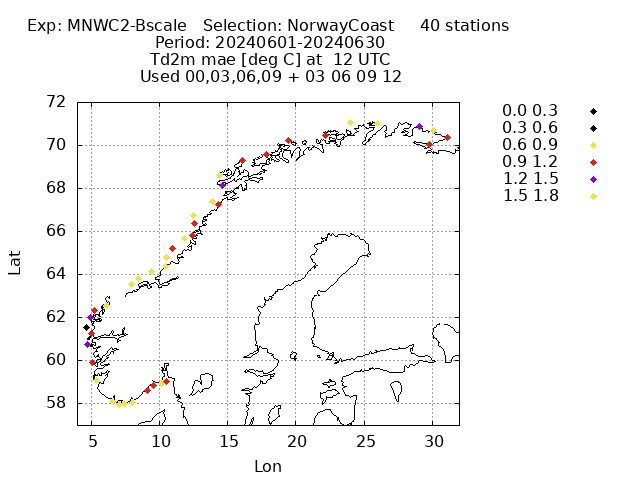 Exp: MNWC2-Bscale   Selection: NorwayCoast     40 stations
Period: 20240601-20240630
Td2m mae [deg C] at  12 UTC
Used 00,03,06,09 + 03 06 09 12
72
70
68
66
64
62
60
58
Lat
5 10 15 20 25 30
Lon
0.0 0.3
0.3 0.6
0.6 0.9
0.9 1.2
1.2 1.5
1.5 1.8